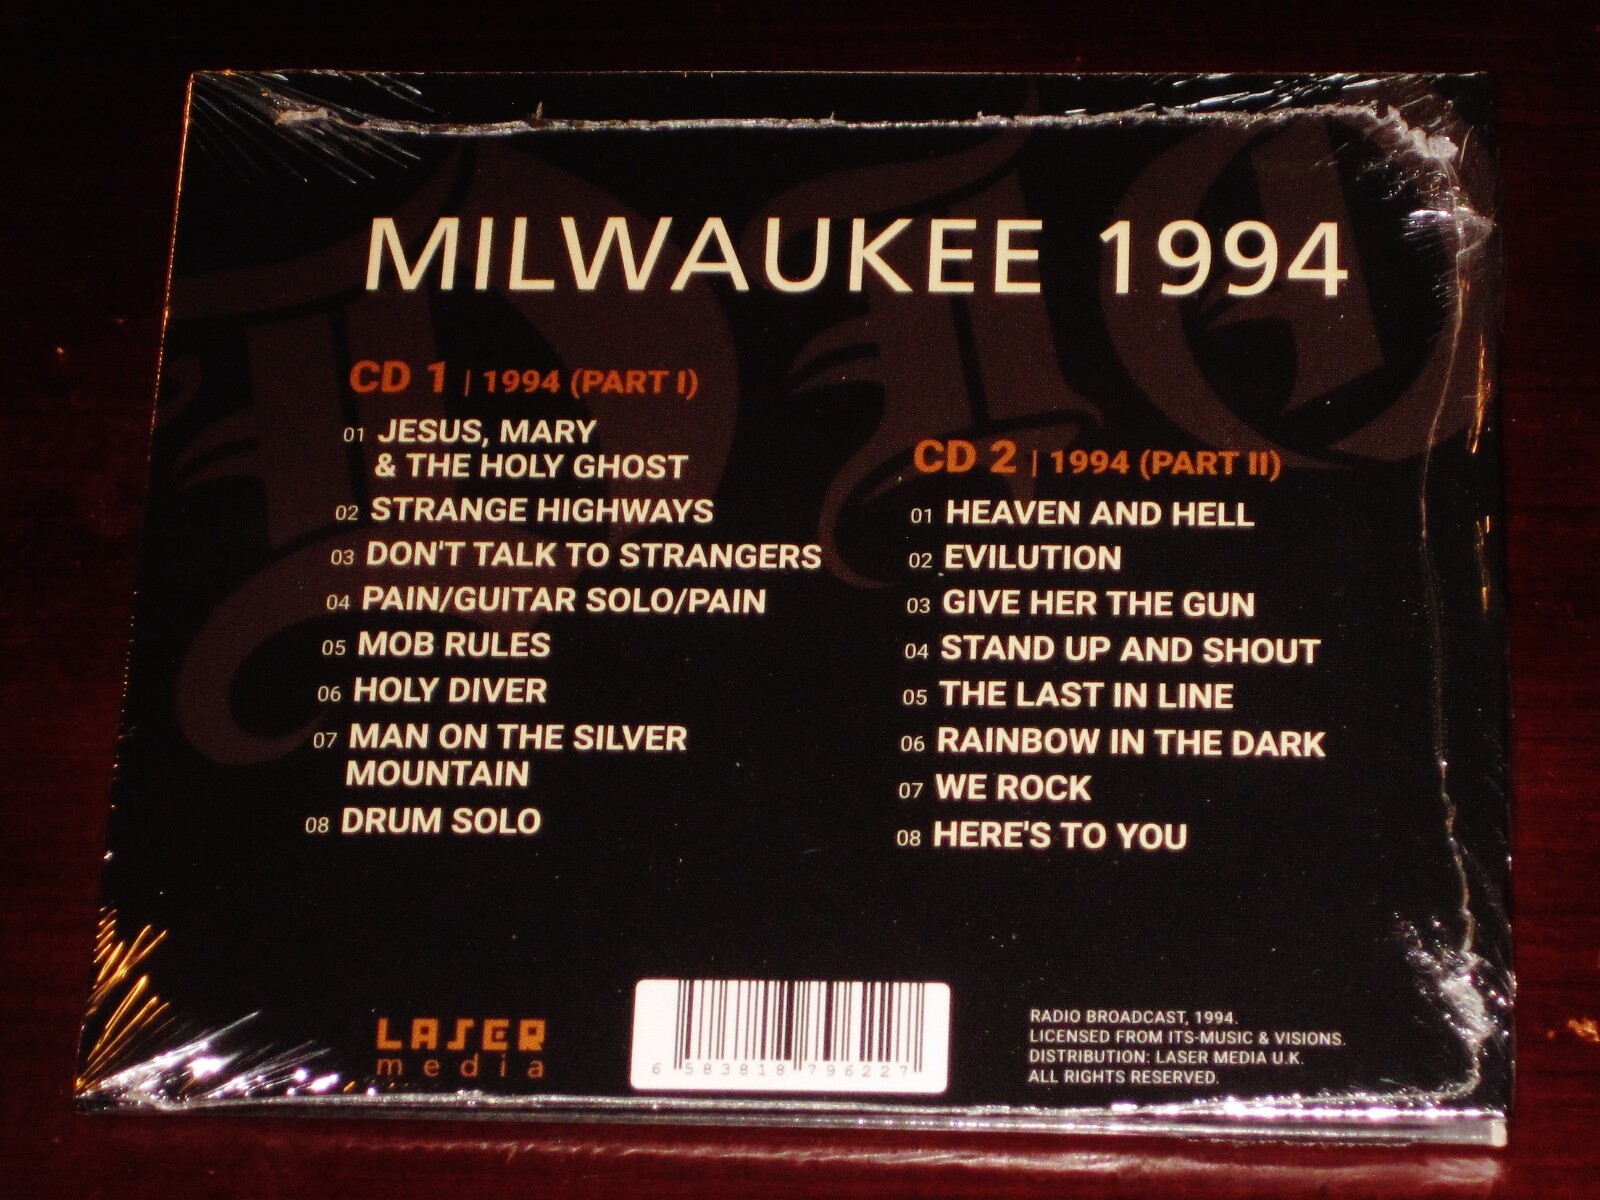 MILWAUKEE 1994
CD 1 | 1994 (PART I)
01 JESUS, MARY
& THE HOLY GHOST
02 STRANGE HIGHWAYS
03 DON'T TALK TO STRANGERS
04 PAIN/GUITAR SOLO/PAIN
05 MOB RULES
06 HOLY DIVER
07 MAN ON THE SILVER
MOUNTAIN
08 DRUM SOLO
CD 2 | 1994 (PART II)
01 HEAVEN AND HELL
02 EVILUTION
03 GIVE HER THE GUN
04 STAND UP AND SHOUT
05 THE LAST IN LINE
06 RAINBOW IN THE DARK
07 WE ROCK
08 HERE'S TO YOU
LASER
media
6 583818 796227
RADIO BROADCAST, 1994.
LICENSED FROM ITS-MUSIC & VISIONS.
DISTRIBUTION: LASER MEDIA U.K.
ALL RIGHTS RESERVED.